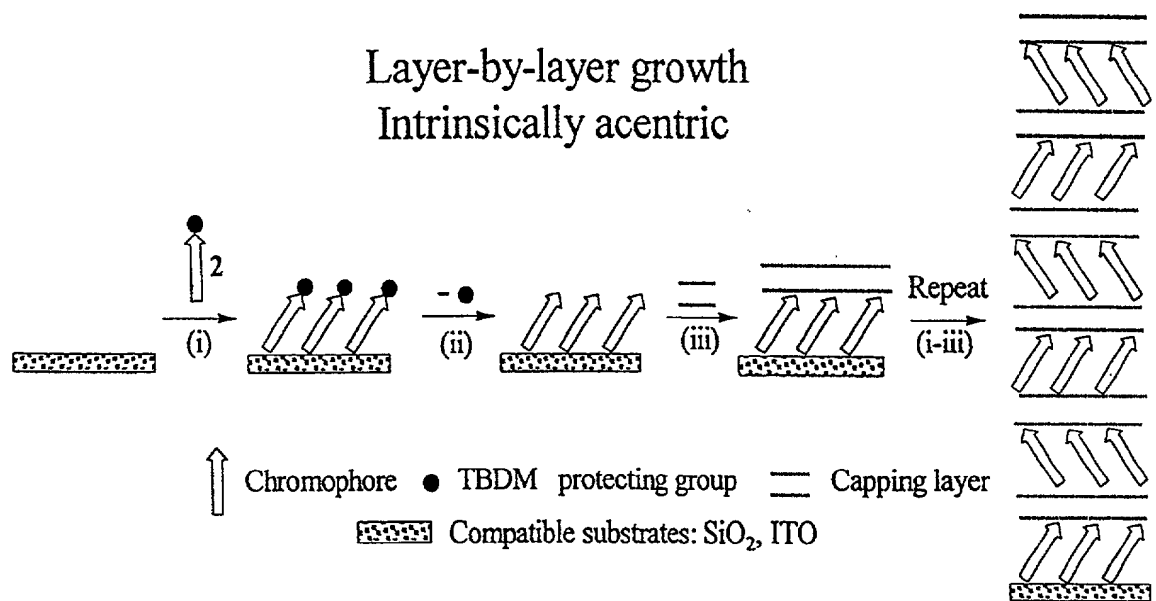 Layer-by-layer growth
Intrinsically acentric
2
(i)
- 
(ii)
(iii)
Repeat
(i-iii)
Chromophore
TBDM protecting group
Capping layer
Compatible substrates: SiO₂, ITO